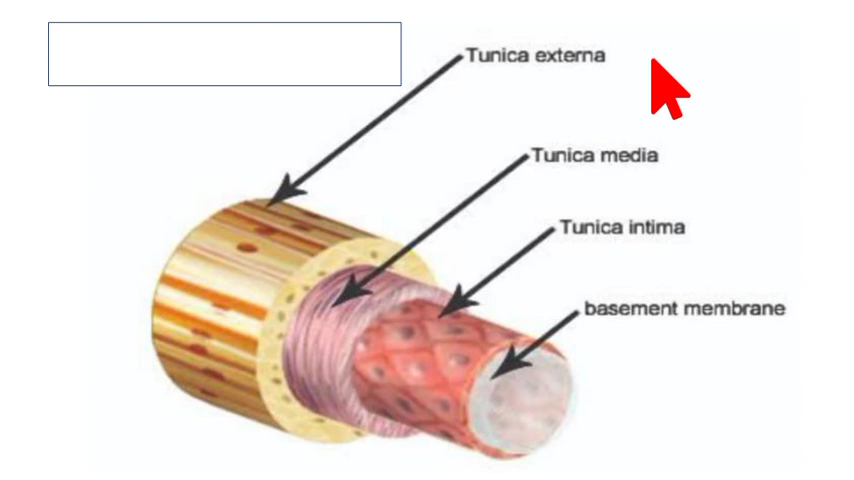 Tunica externa
Tunica media
Tunica intima
basement membrane